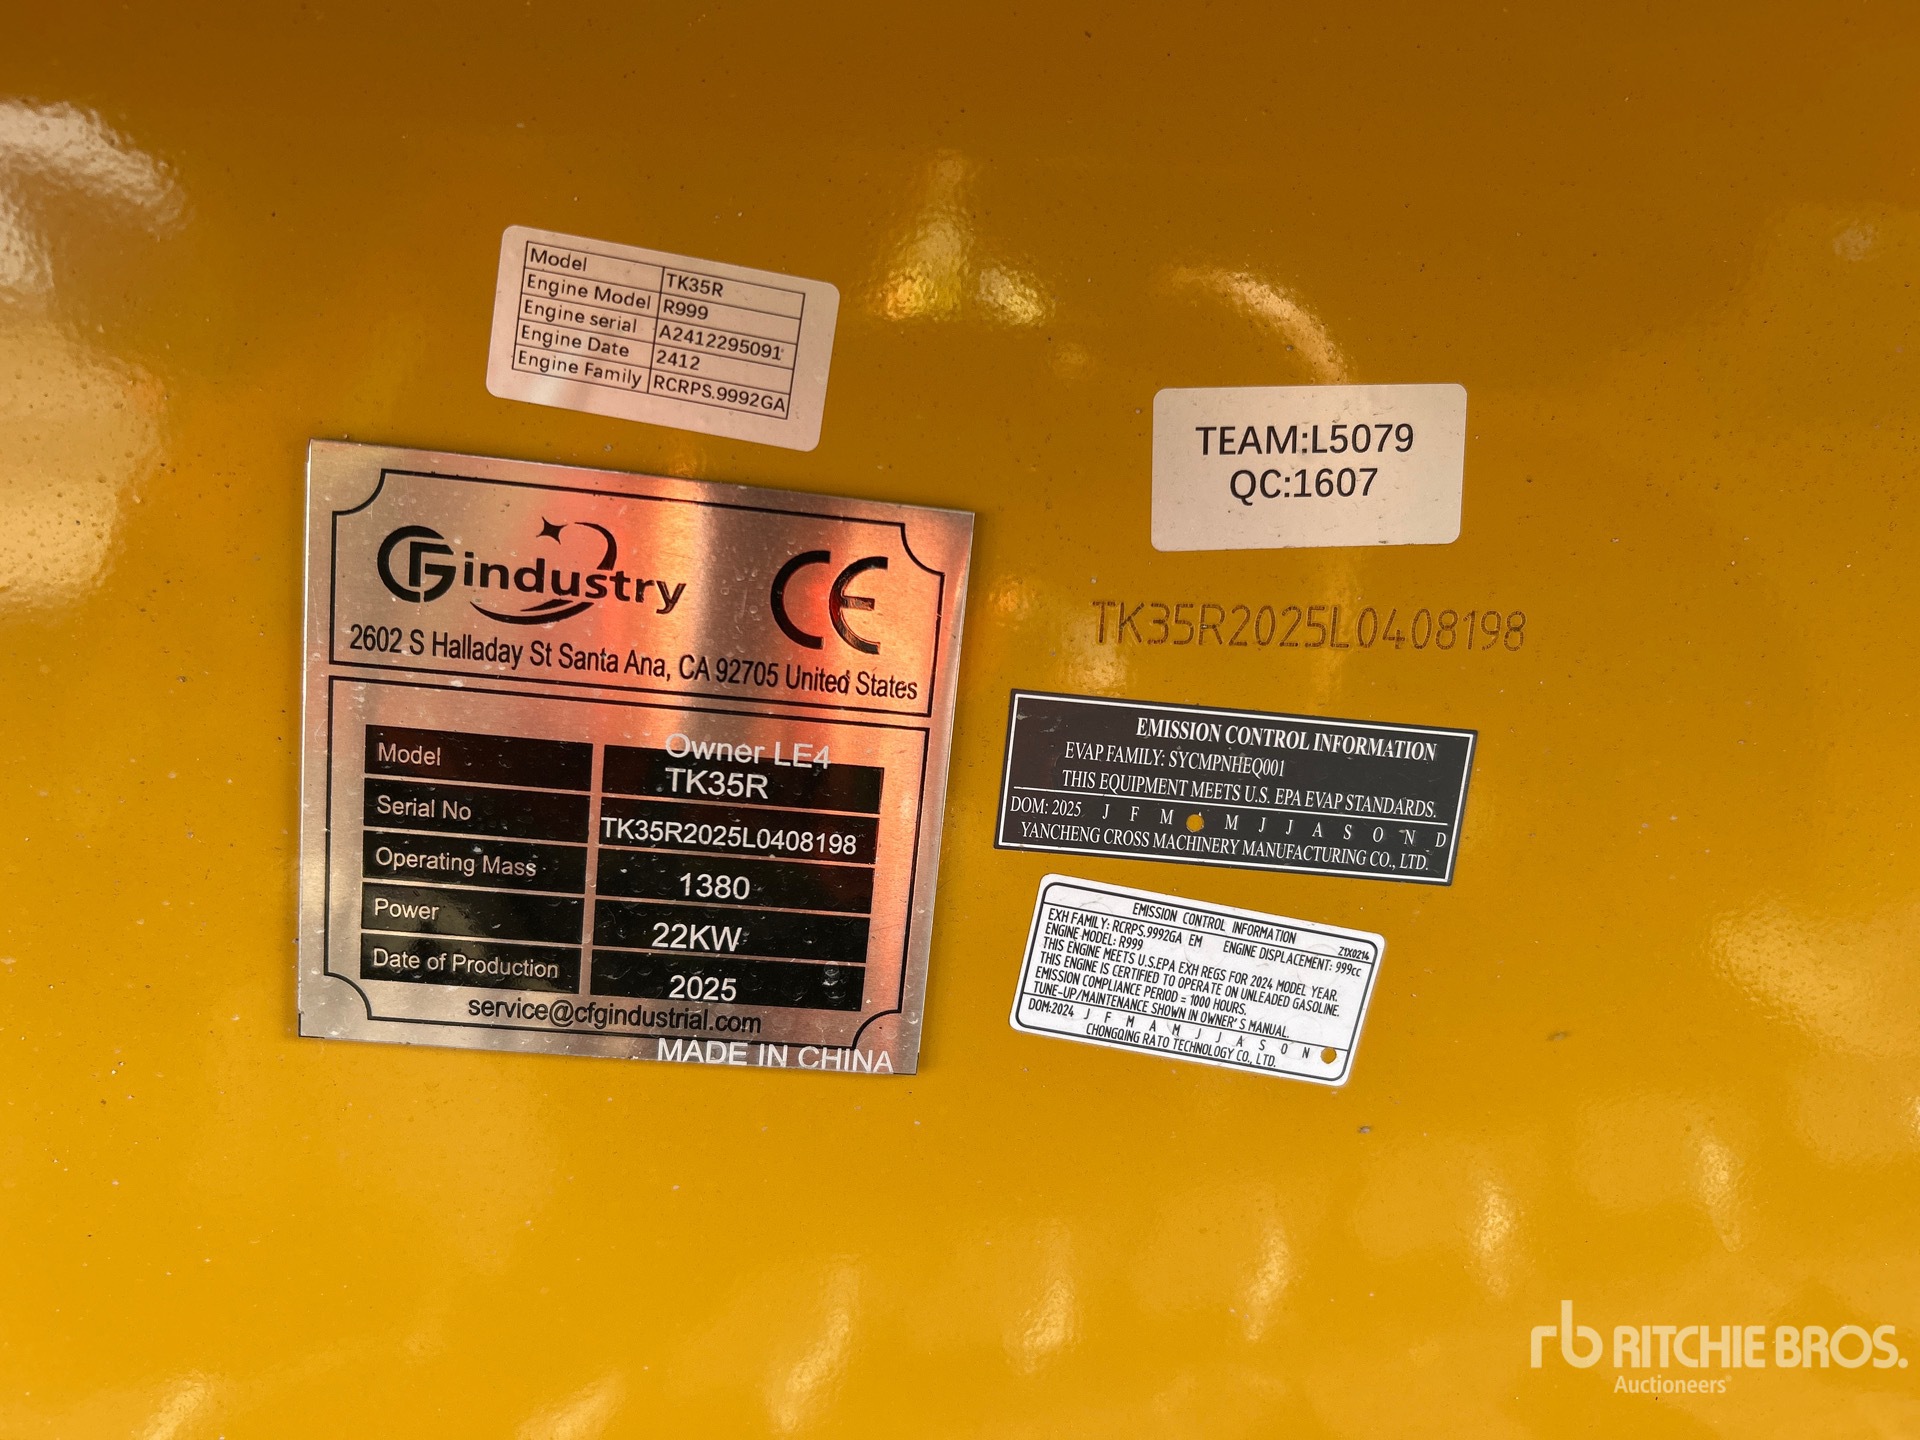 Model TK35R
Engine Model R999
Engine serial A2412295091
Engine Date 2412
Engine Family RCRPS.9992GA
TEAM:L5079
QC:1607
TK35R2025L0408198
CFG industry CE
2602 S Halladay St Santa Ana, CA 92705 United States
Owner LE4
Model TK35R
Serial No TK35R2025L0408198
Operating Mass 1380
Power 22KW
Date of Production 2025
service@cfgindustrial.com
MADE IN CHINA
EMISSION CONTROL INFORMATION
EVAP FAMILY: SYCMPNHEQ001
THIS EQUIPMENT MEETS U.S. EPA EVAP STANDARDS.
DOM: 2025 J F M M J J A S O N D
YANCHENG CROSS MACHINERY MANUFACTURING CO., LTD.
EMISSION CONTROL INFORMATION
Z1X0214
EXH FAMILY: RCRPS.9992GA EM ENGINE DISPLACEMENT: 999cc
ENGINE MODEL: R999
THIS ENGINE MEETS U.S.EPA EXH REGS FOR 2024 MODEL YEAR.
THIS ENGINE IS CERTIFIED TO OPERATE ON UNLEADED GASOLINE.
EMISSION COMPLIANCE PERIOD = 1000 HOURS.
TUNE-UP/MAINTENANCE SHOWN IN OWNER'S MANUAL.
DOM:2024 J F M A M J J A S O N
CHONGQING RATO TECHNOLOGY CO., LTD.
rb RITCHIE BROS.
Auctioneers